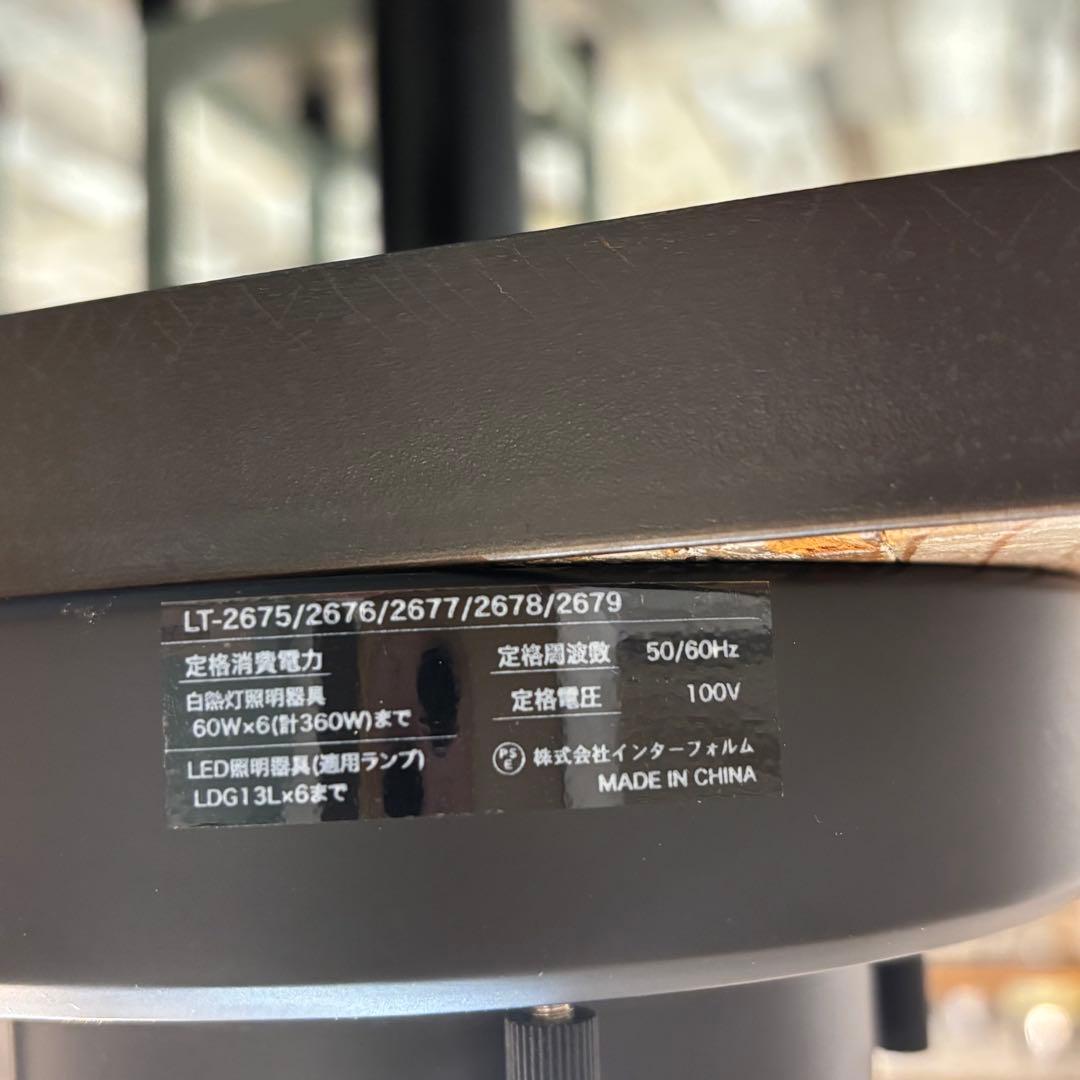 LT-2675/2676/2677/2678/2679
定格消費電力
白熱灯照明器具
60W×6(計360W)まで
LED照明器具(適用ランプ)
LDG13L×6まで
定格周波数 50/60Hz
定格電圧 100V
PSE 株式会社インターフォルム
MADE IN CHINA